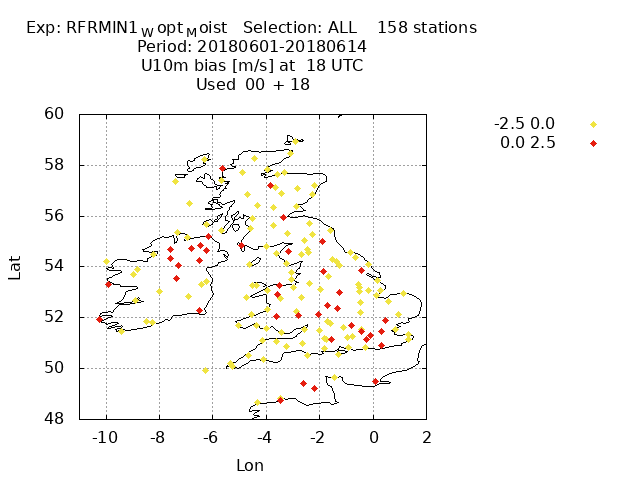 Exp: RFRMIN1WoptMoist   Selection: ALL    158 stations
Period: 20180601-20180614
U10m bias [m/s] at  18 UTC
Used  00 + 18
-2.5 0.0
0.0 2.5
60
58
56
54
52
50
48
Lat
-10 -8 -6 -4 -2 0 2
Lon